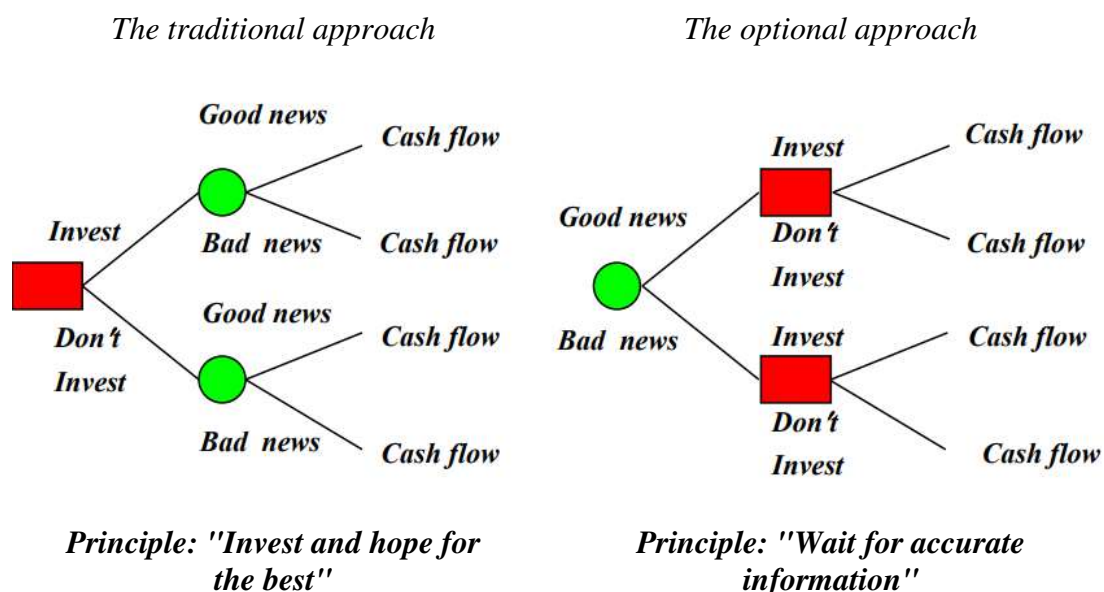 The traditional approach
Good news
Cash flow
Invest
Bad news
Cash flow
Good news
Don't
Cash flow
Invest
Bad news
Cash flow
Principle: "Invest and hope for
the best"
The optional approach
Invest
Cash flow
Good news
Don't
Cash flow
Invest
Bad news
Invest
Cash flow
Don't
Invest
Cash flow
Principle: "Wait for accurate
information"